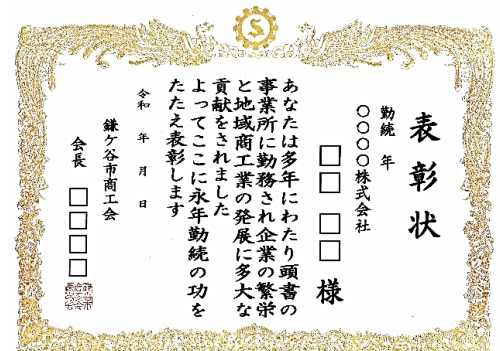 表彰状
勤続　年
〇〇〇〇株式会社
□□　□□　様
あなたは多年にわたり頭書の
事業所に勤務され企業の繁栄
と地域商工業の発展に多大な
貢献をされました
よってここに永年勤続の功を
たたえ表彰します
令和　年　月　日
鎌ケ谷市商工会
会長　□□□□